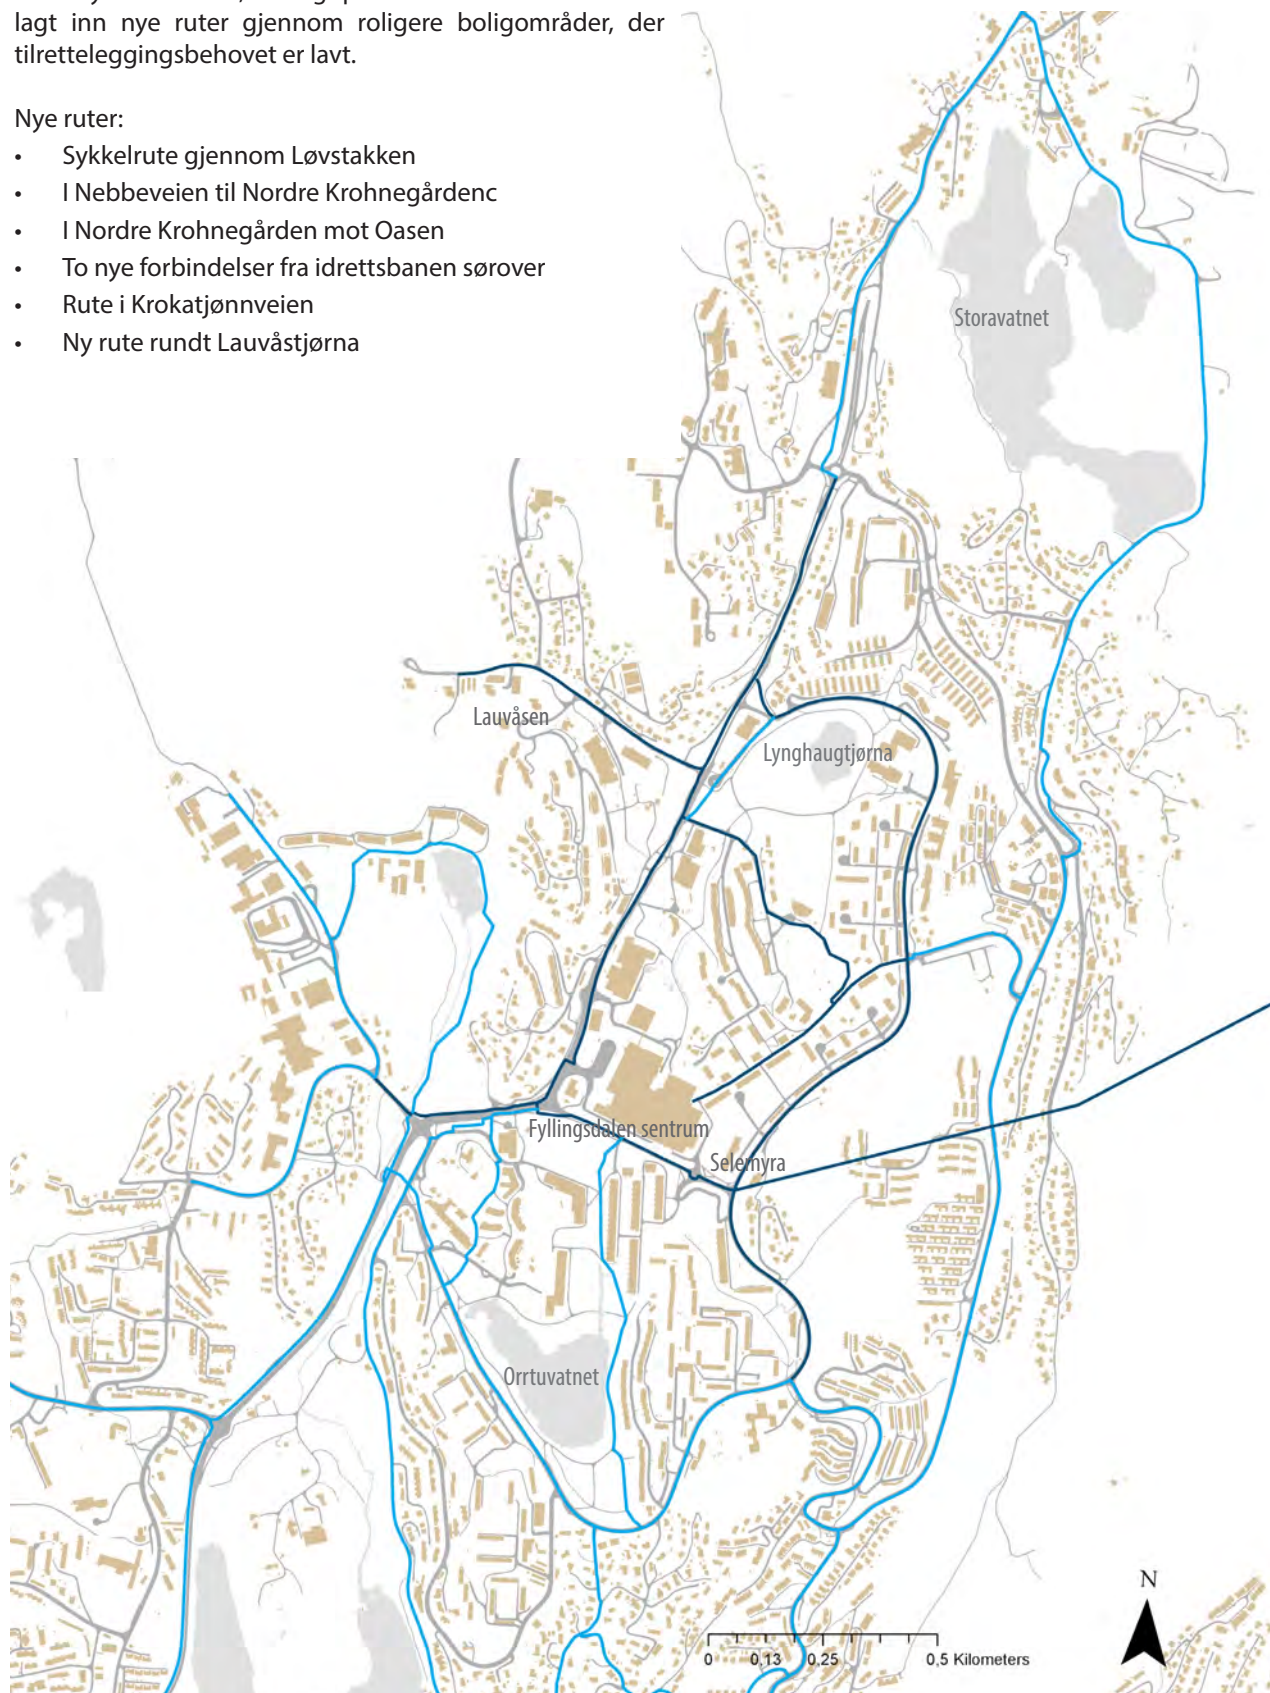 lagt inn nye ruter gjennom roligere boligområder, der
tilretteleggingsbehovet er lavt.
Nye ruter:
• Sykkelrute gjennom Løvstakken
• I Nebbeveien til Nordre Krohnegårdenc
• I Nordre Krohnegården mot Oasen
• To nye forbindelser fra idrettsbanen sørover
• Rute i Krokatjønnveien
• Ny rute rundt Lauvåstjørna
Storavatnet
Lauvåsen
Lynghaugtjørna
Fyllingsdalen sentrum
Selemyra
Orrtuvatnet
N
0 0,13 0,25 0,5 Kilometers